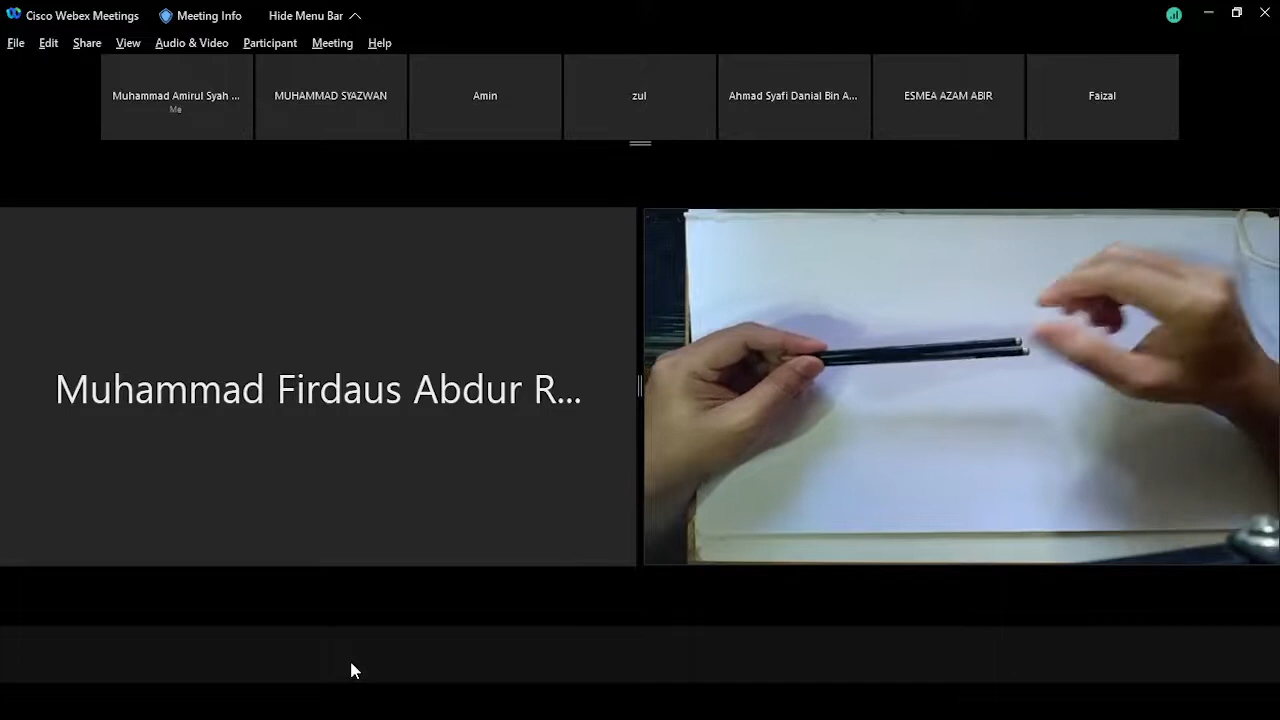 Cisco Webex Meetings Meeting Info Hide Menu Bar
File Edit Share View Audio & Video Participant Meeting Help
Muhammad Amirul Syah ... MUHAMMAD SYAZWAN Amin zul Ahmad Syafi Danial Bin A... ESMEA AZAM ABIR Faizal
Me
Muhammad Firdaus Abdur R...